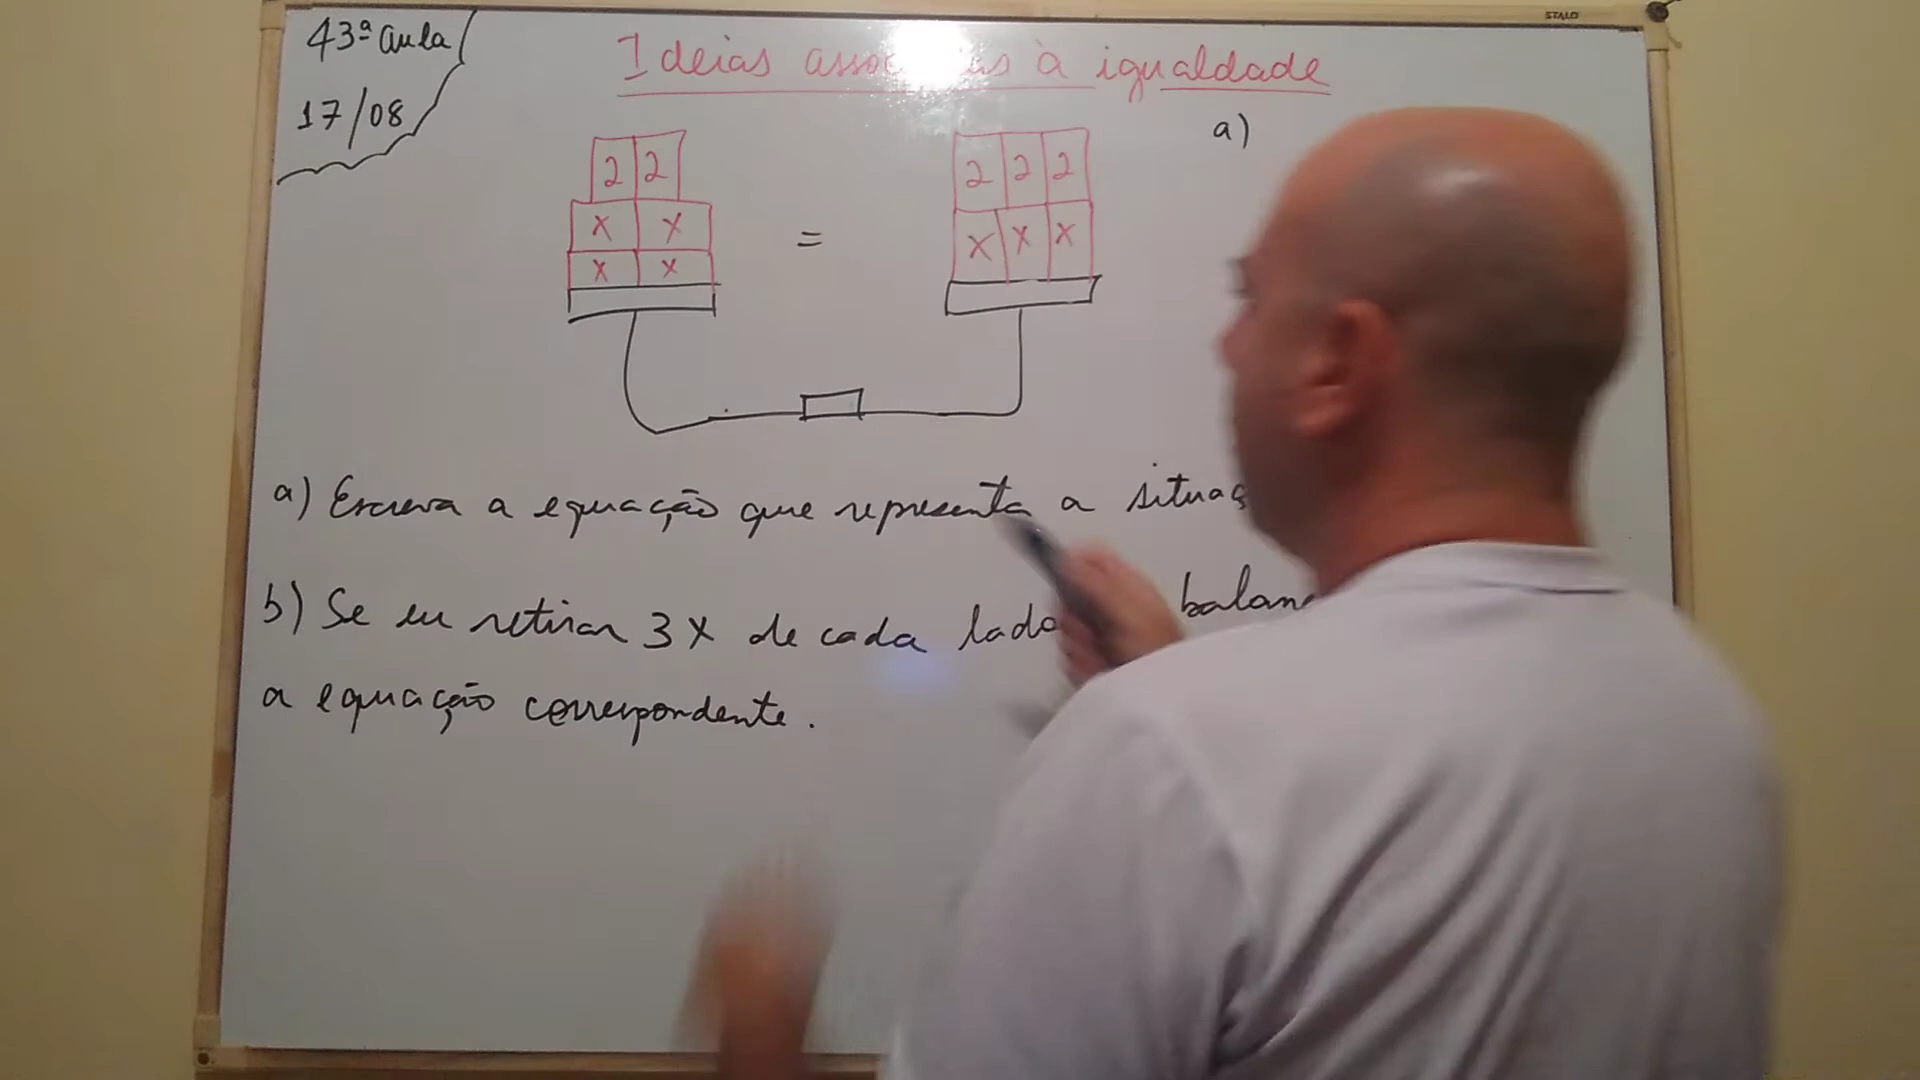 STALO
43ª aula
17/08
Ideias à igualdade
a)
2 2
2 2 2
x x
=
x x x
x x
a) Escreva a equação que representa a
b) Se eu retirar 3x de cada lado
a equação correspondente.